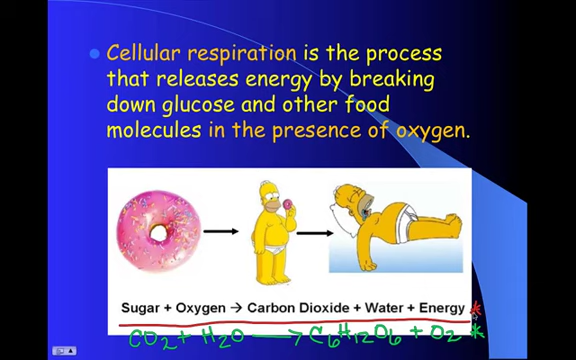 Cellular respiration is the process
that releases energy by breaking
down glucose and other food
molecules in the presence of oxygen.
Sugar + Oxygen → Carbon Dioxide + Water + Energy *
CO2 + H2O → C6H12O6 + O2 *